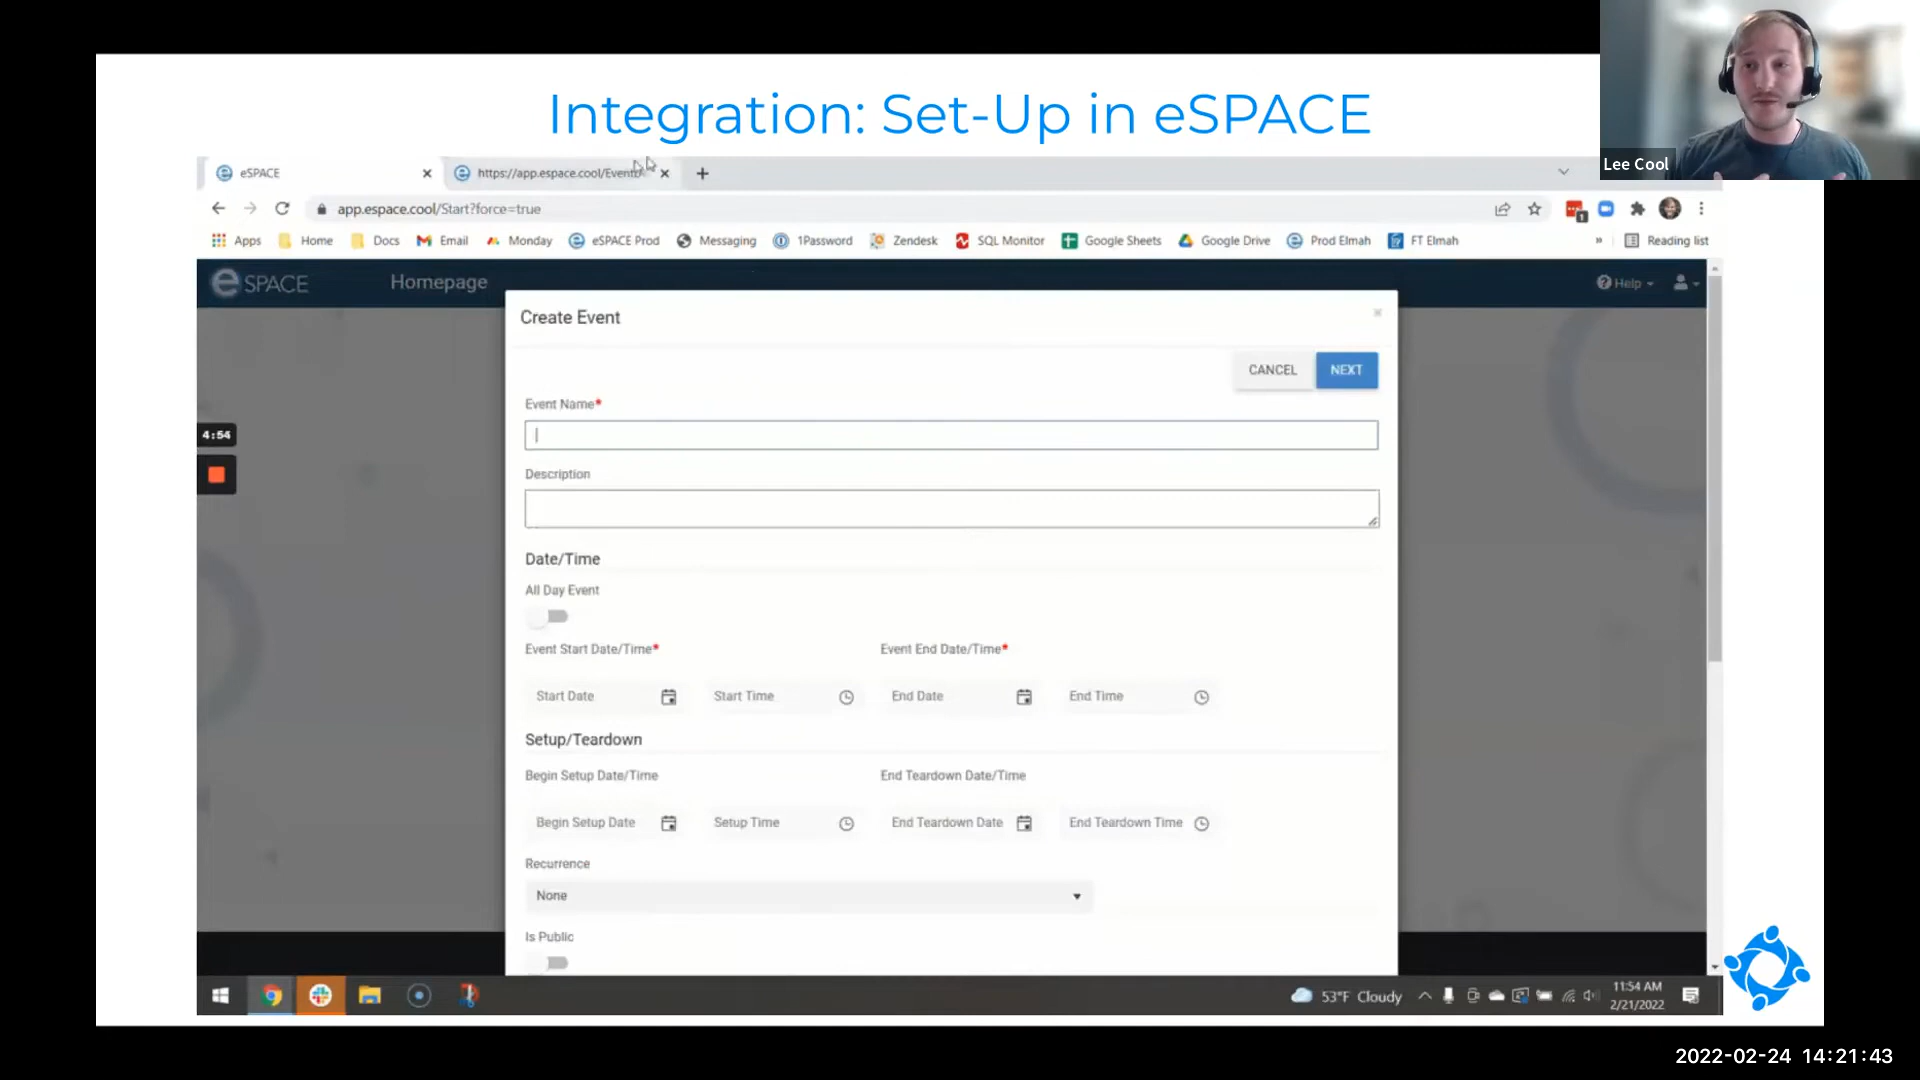 Integration: Set-Up in eSPACE
Lee Cool
eSPACE
https://app.espace.cool/Event
app.espace.cool/Start?force=true
Apps Home Docs Email Monday eSPACE Prod Messaging 1Password Zendesk SQL Monitor Google Sheets Google Drive Prod Elmah FT Elmah » Reading list
eSPACE Homepage Help
Create Event
CANCEL NEXT
Event Name*
4:54
Description
Date/Time
All Day Event
Event Start Date/Time* Event End Date/Time*
Start Date Start Time End Date End Time
Setup/Teardown
Begin Setup Date/Time End Teardown Date/Time
Begin Setup Date Setup Time End Teardown Date End Teardown Time
Recurrence
None
Is Public
53°F Cloudy 11:54 AM
2/21/2022
2022-02-24 14:21:43